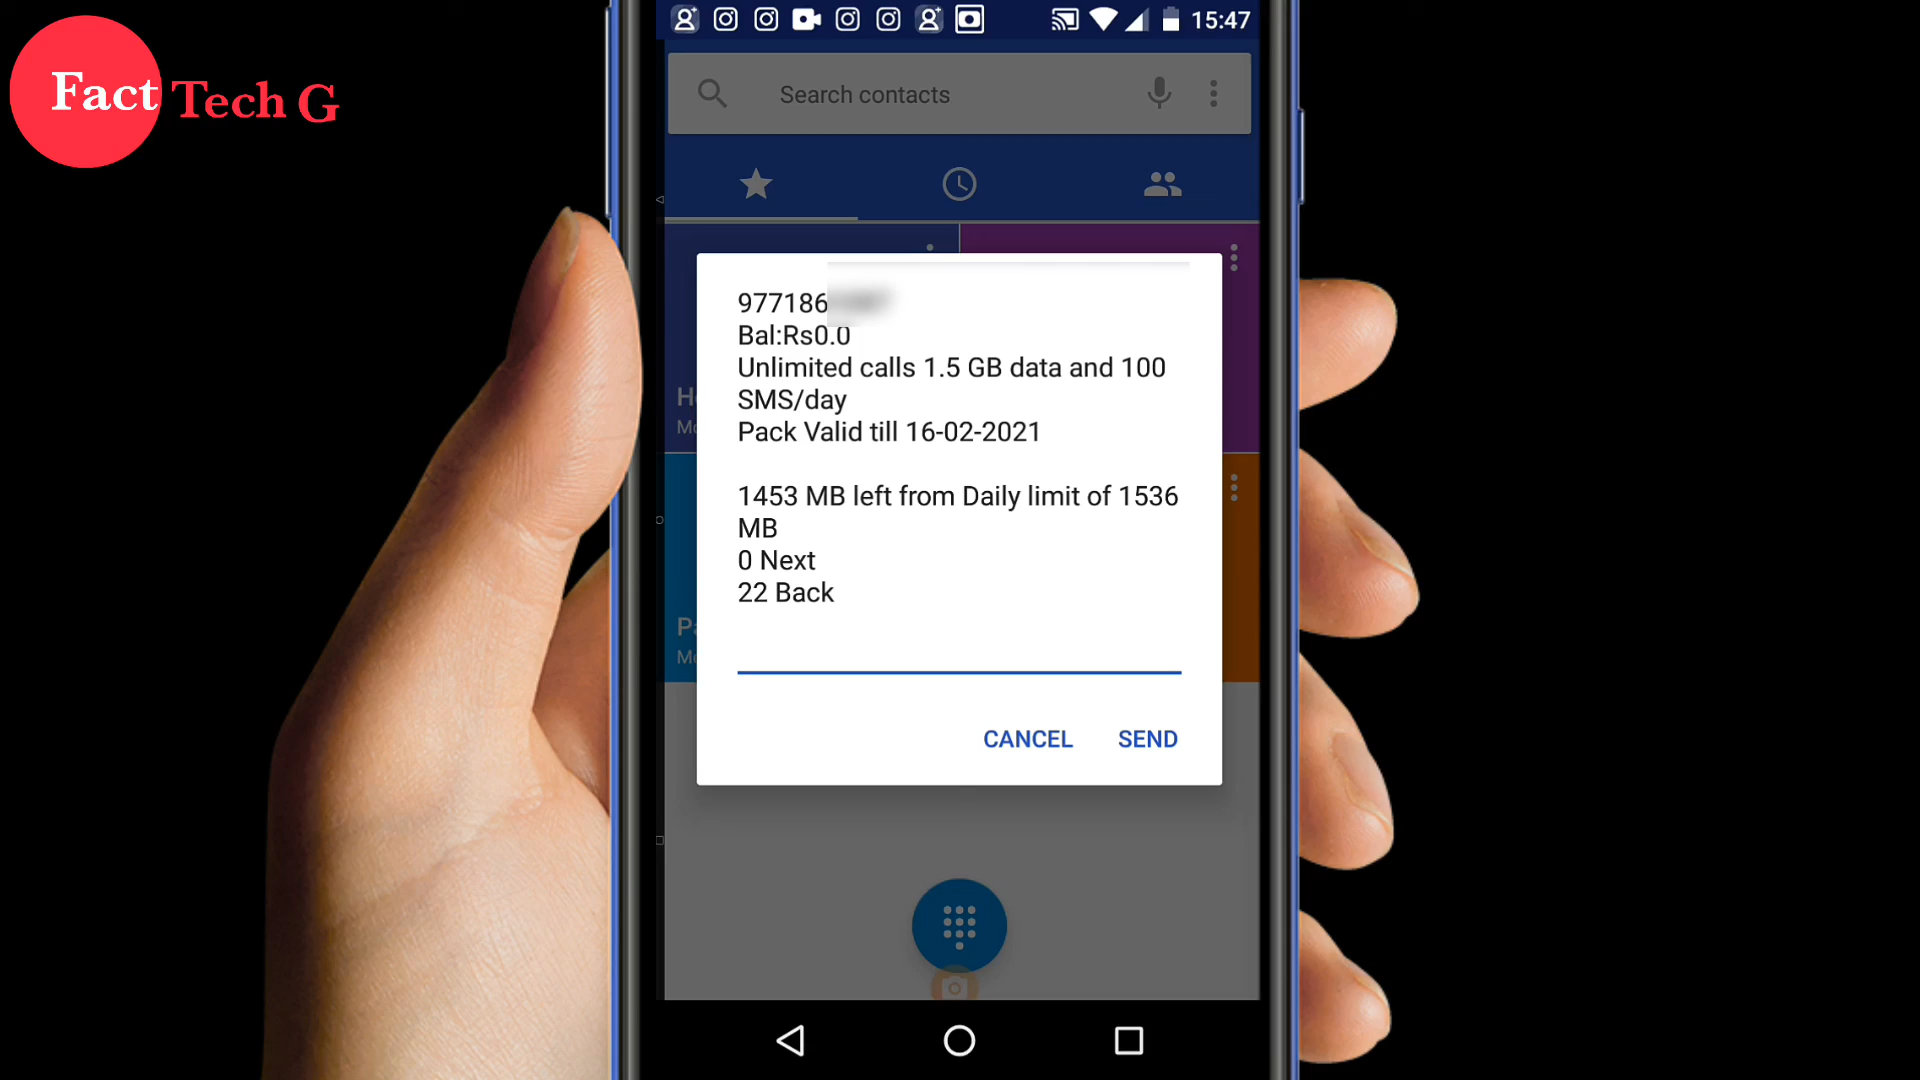 Fact Tech G
15:47
Search contacts
977186
Bal:Rs0.0
Unlimited calls 1.5 GB data and 100
SMS/day
Pack Valid till 16-02-2021
1453 MB left from Daily limit of 1536
MB
0 Next
22 Back
CANCEL SEND